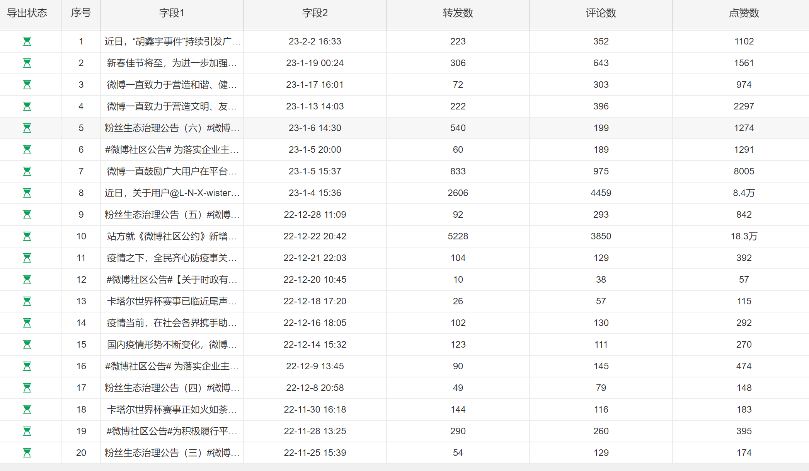 导出状态 序号 字段1 字段2 转发数 评论数 点赞数
1 近日，“胡鑫宇事件”持续引发广… 23-2-2 16:33 223 352 1102
2 新春佳节将至，为进一步加强… 23-1-19 00:24 306 643 1561
3 微博一直致力于营造和谐、健… 23-1-17 16:01 72 303 974
4 微博一直致力于营造文明、友… 23-1-13 14:03 222 396 2297
5 粉丝生态治理公告（六）#微博… 23-1-6 14:30 540 199 1274
6 #微博社区公告# 为落实企业主… 23-1-5 20:00 60 189 1291
7 微博一直鼓励广大用户在平台… 23-1-5 15:37 833 975 8005
8 近日，关于用户@L-N-X-wister… 23-1-4 15:36 2606 4459 8.4万
9 粉丝生态治理公告（五）#微博… 22-12-28 11:09 92 293 842
10 站方就《微博社区公约》新增… 22-12-22 20:42 5228 3850 18.3万
11 疫情之下，全民齐心防疫事关… 22-12-21 22:03 104 129 392
12 #微博社区公告#【关于时政有… 22-12-20 10:45 10 38 57
13 卡塔尔世界杯赛事已临近尾声… 22-12-18 17:20 26 57 115
14 疫情当前，在社会各界携手助… 22-12-16 18:05 102 130 292
15 国内疫情形势不断变化，微博… 22-12-14 15:32 123 111 270
16 #微博社区公告# 为落实企业主… 22-12-9 13:45 90 145 474
17 粉丝生态治理公告（四）#微博… 22-12-8 20:58 49 79 148
18 卡塔尔世界杯赛事正如火如荼… 22-11-30 16:18 144 116 183
19 #微博社区公告#为积极履行平… 22-11-28 13:25 290 260 395
20 粉丝生态治理公告（三）#微博… 22-11-25 15:39 54 129 174